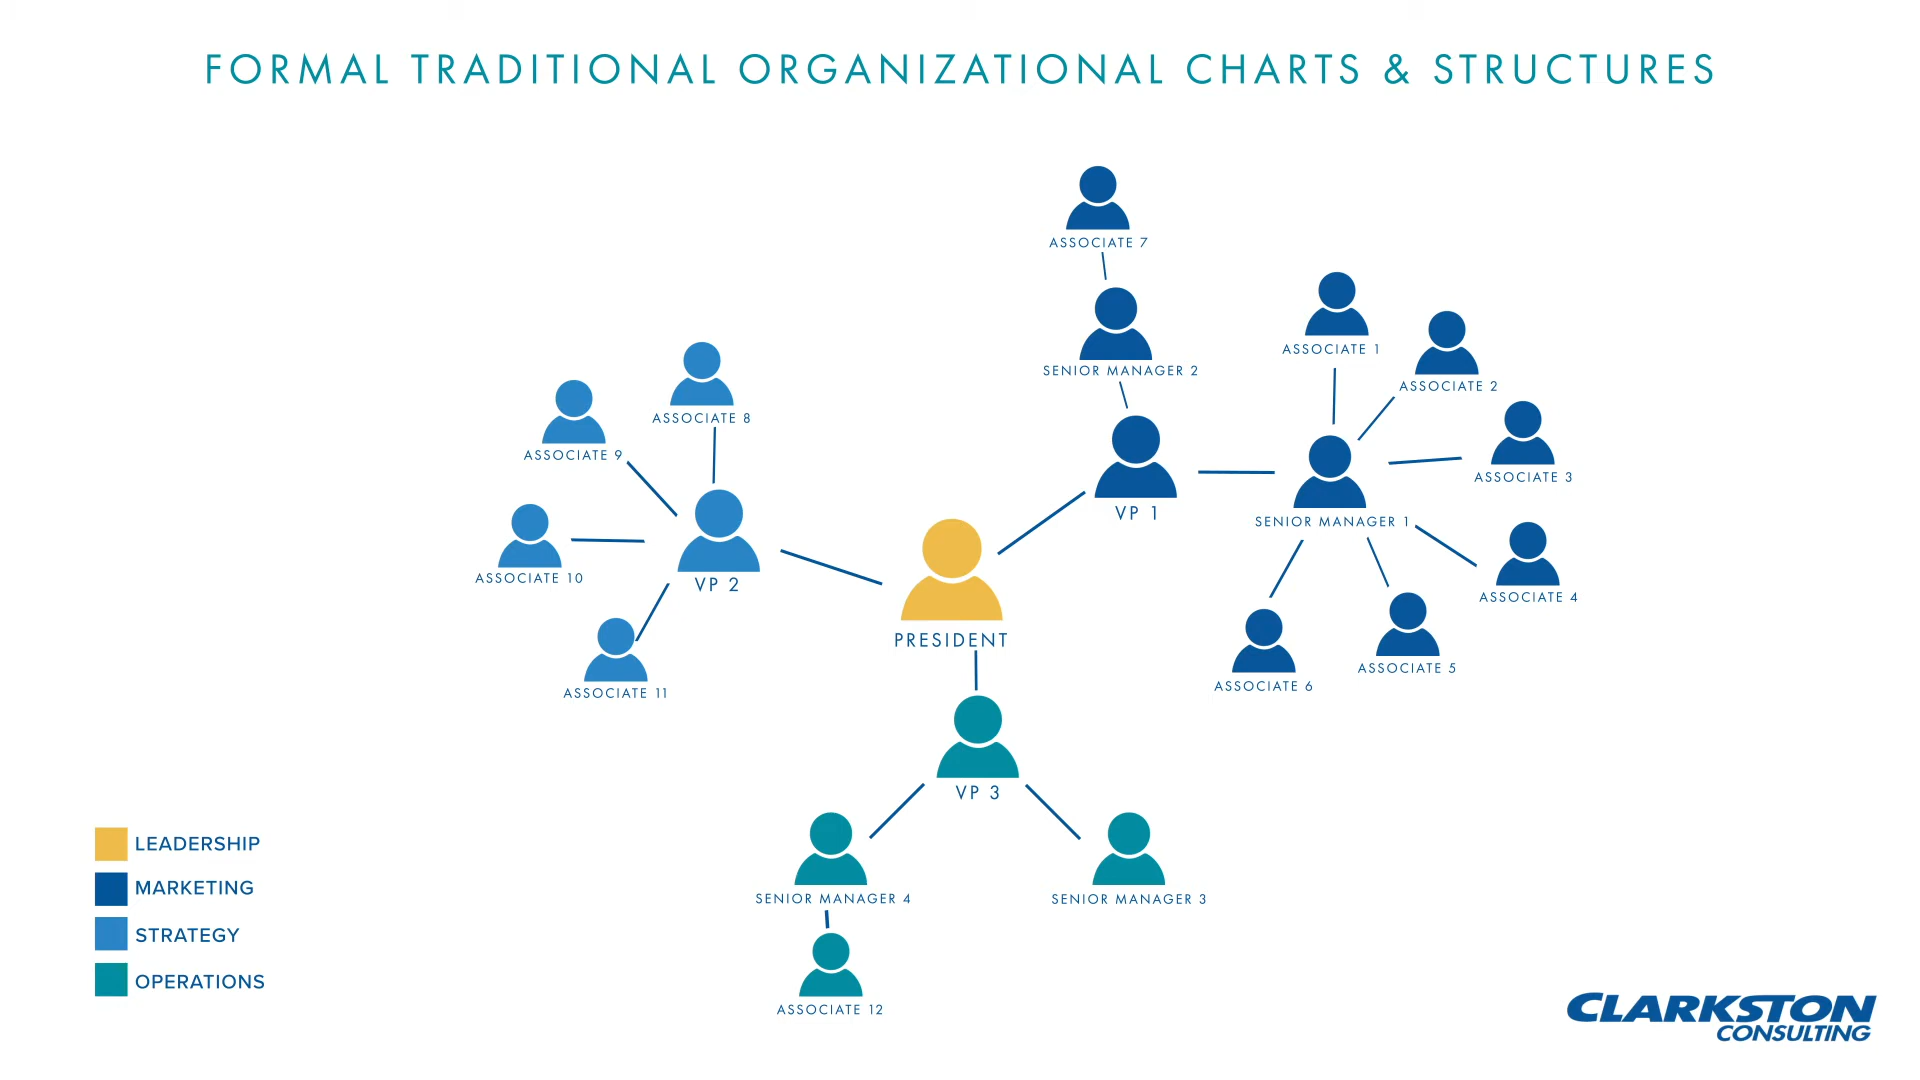 FORMAL TRADITIONAL ORGANIZATIONAL CHARTS & STRUCTURES
ASSOCIATE 7
SENIOR MANAGER 2
VP 1
ASSOCIATE 1
ASSOCIATE 2
ASSOCIATE 3
SENIOR MANAGER 1
ASSOCIATE 4
ASSOCIATE 5
ASSOCIATE 6
ASSOCIATE 8
ASSOCIATE 9
ASSOCIATE 10
VP 2
ASSOCIATE 11
PRESIDENT
VP 3
SENIOR MANAGER 4
SENIOR MANAGER 3
ASSOCIATE 12
LEADERSHIP
MARKETING
STRATEGY
OPERATIONS
CLARKSTON
CONSULTING